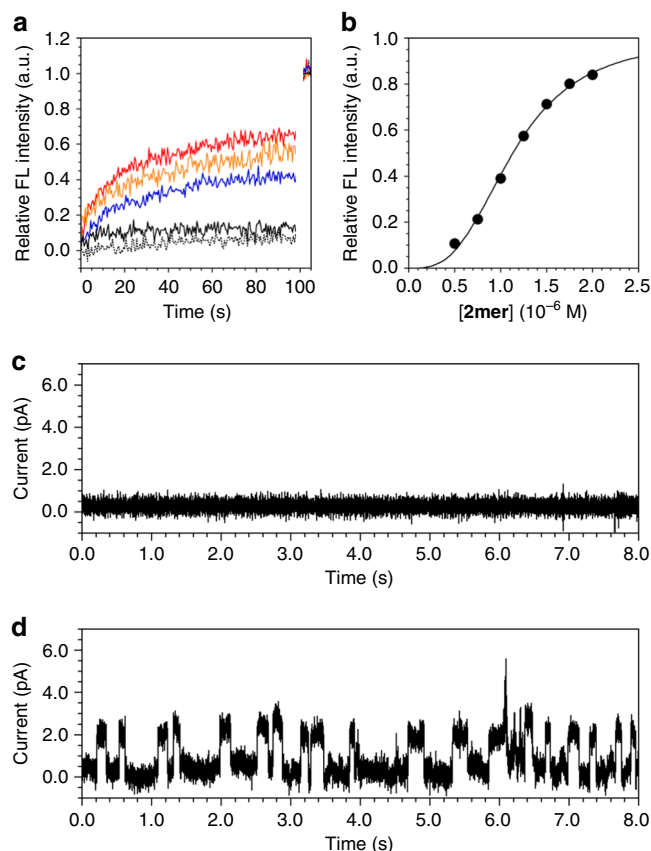 a
Relative FL intensity (a.u.)
1.2
1.0
0.8
0.6
0.4
0.2
0.0
0 20 40 60 80 100
Time (s)
b
Relative FL intensity (a.u.)
1.0
0.8
0.6
0.4
0.2
0.0
0.0 0.5 1.0 1.5 2.0 2.5
[2mer] (10⁻⁶ M)
c
Current (pA)
6.0
4.0
2.0
0.0
0.0 1.0 2.0 3.0 4.0 5.0 6.0 7.0 8.0
Time (s)
d
Current (pA)
6.0
4.0
2.0
0.0
0.0 1.0 2.0 3.0 4.0 5.0 6.0 7.0 8.0
Time (s)